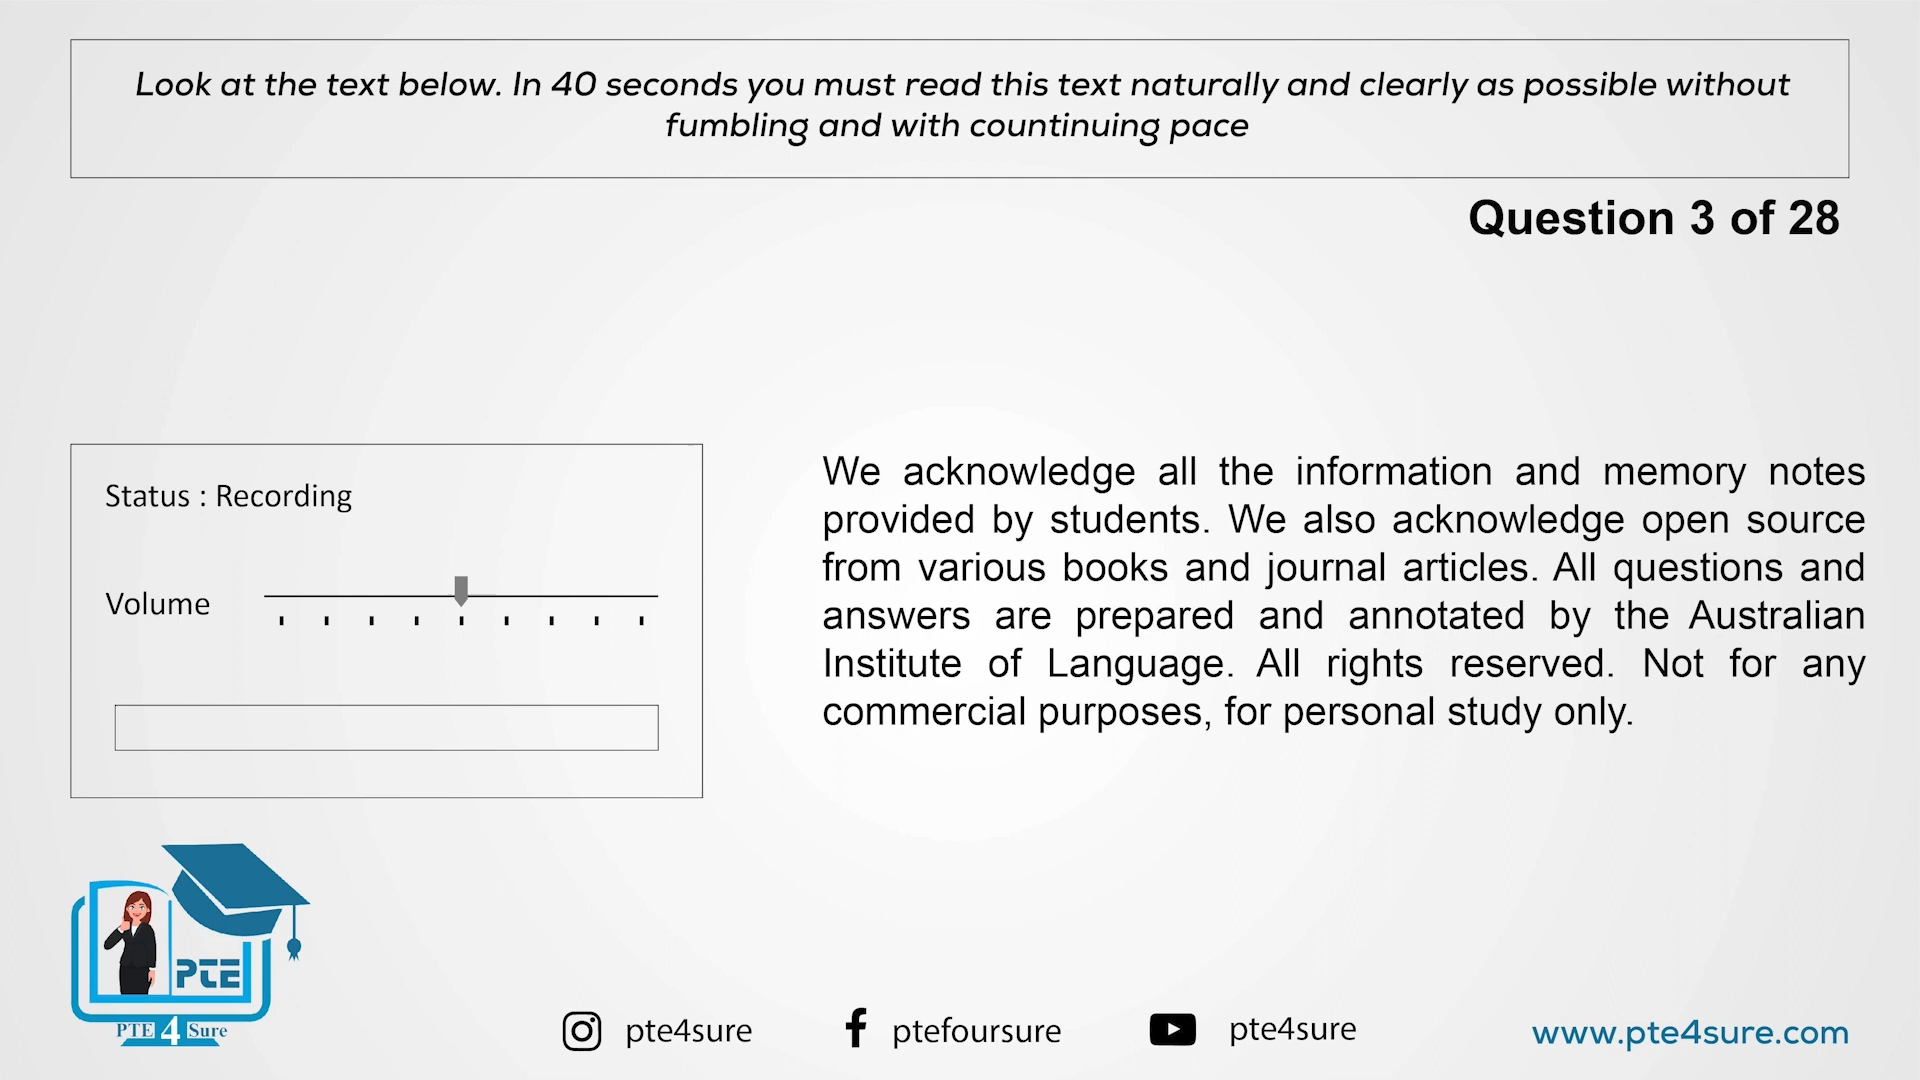 Look at the text below. In 40 seconds you must read this text naturally and clearly as possible without
fumbling and with countinuing pace
Question 3 of 28
Status : Recording
Volume
We acknowledge all the information and memory notes
provided by students. We also acknowledge open source
from various books and journal articles. All questions and
answers are prepared and annotated by the Australian
Institute of Language. All rights reserved. Not for any
commercial purposes, for personal study only.
PTE
PTE 4 Sure
pte4sure
ptefoursure
pte4sure
www.pte4sure.com